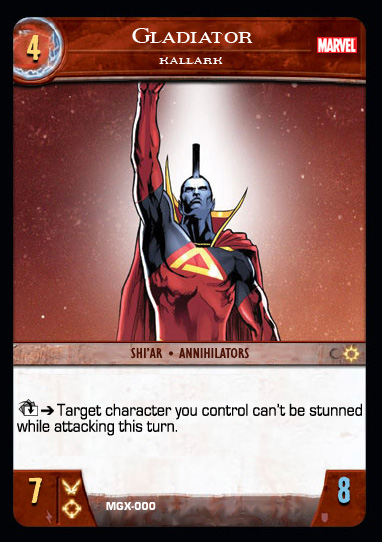 4
GLADIATOR
KALLARK
MARVEL
SHI'AR • ANNIHILATORS
Target character you control can't be stunned
while attacking this turn.
7
MGX-000
8